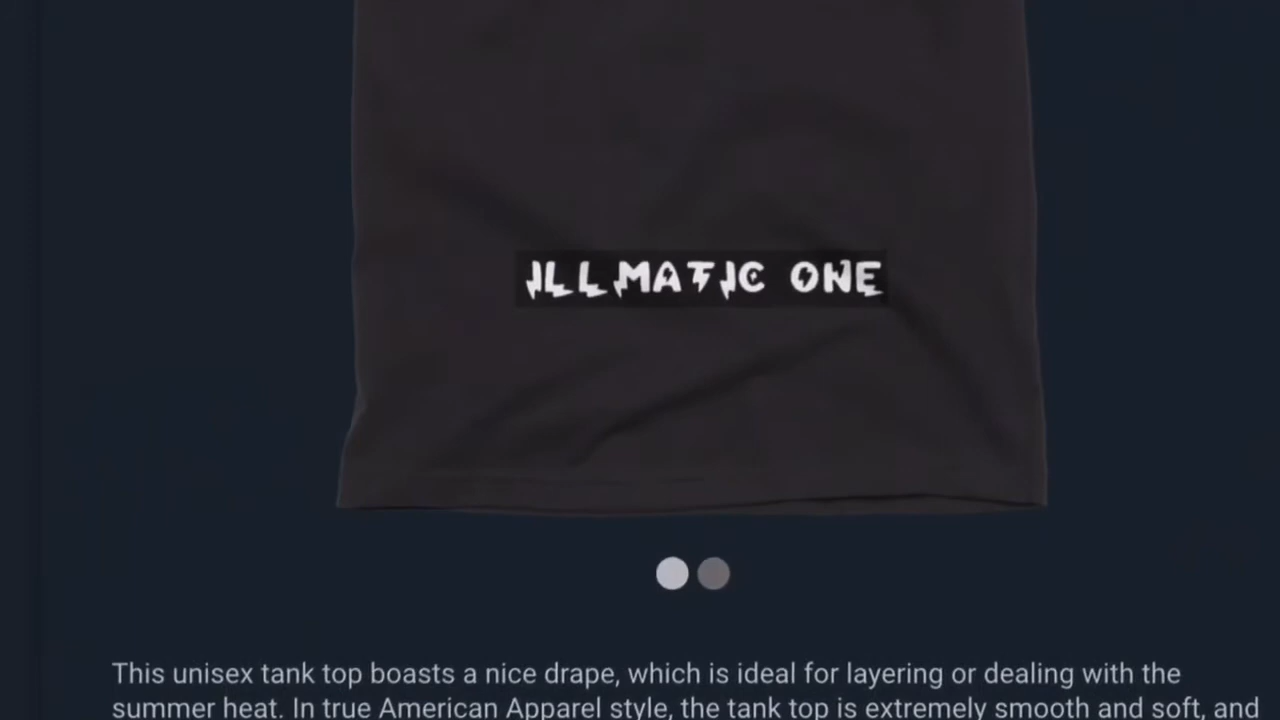 ILLMATIC ONE
This unisex tank top boasts a nice drape, which is ideal for layering or dealing with the
summer heat. In true American Apparel style, the tank top is extremely smooth and soft, and